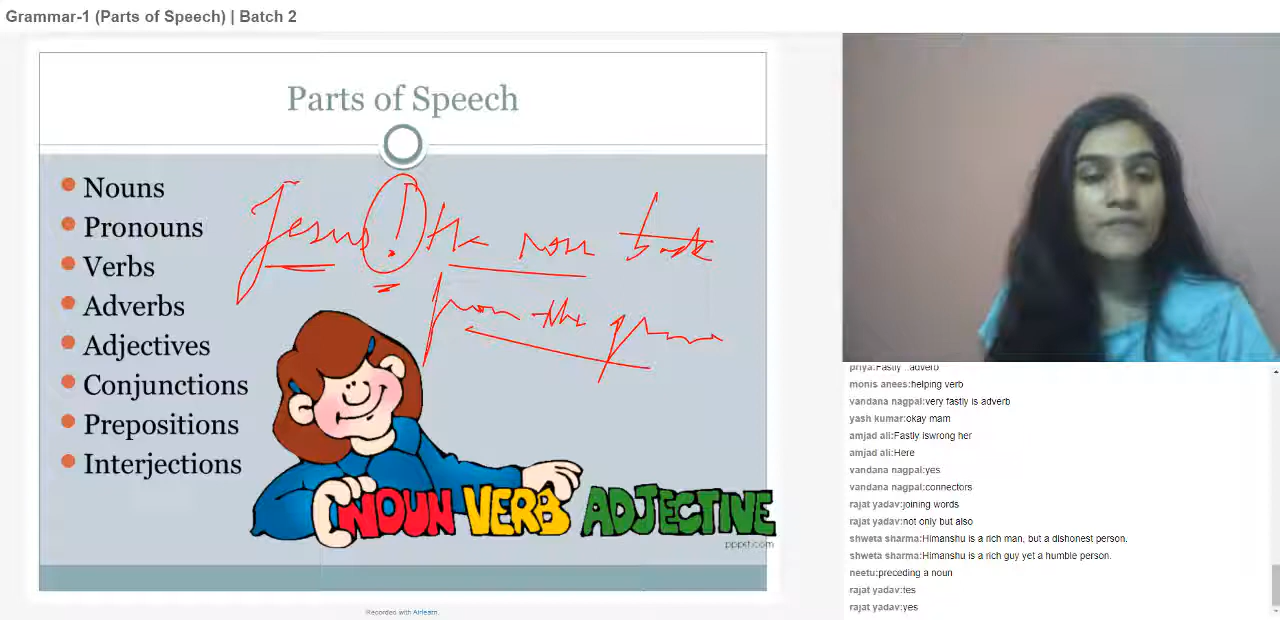 Grammar-1 (Parts of Speech) | Batch 2
Parts of Speech
Nouns
Pronouns
Verbs
Adverbs
Adjectives
Conjunctions
Prepositions
Interjections
Jesus! the
from the
NOUN VERB ADJECTIVE
pppst.com
Recorded with Airlearn.
priya:Fastly ..adverb
monis anees:helping verb
vandana nagpal:very fastly is adverb
yash kumar:okay mam
amjad ali:Fastly iswrong her
amjad ali:Here
vandana nagpal:yes
vandana nagpal:connectors
rajat yadav:joining words
rajat yadav:not only but also
shweta sharma:Himanshu is a rich man, but a dishonest person.
shweta sharma:Himanshu is a rich guy yet a humble person.
neetu:preceding a noun
rajat yadav:tes
rajat yadav:yes